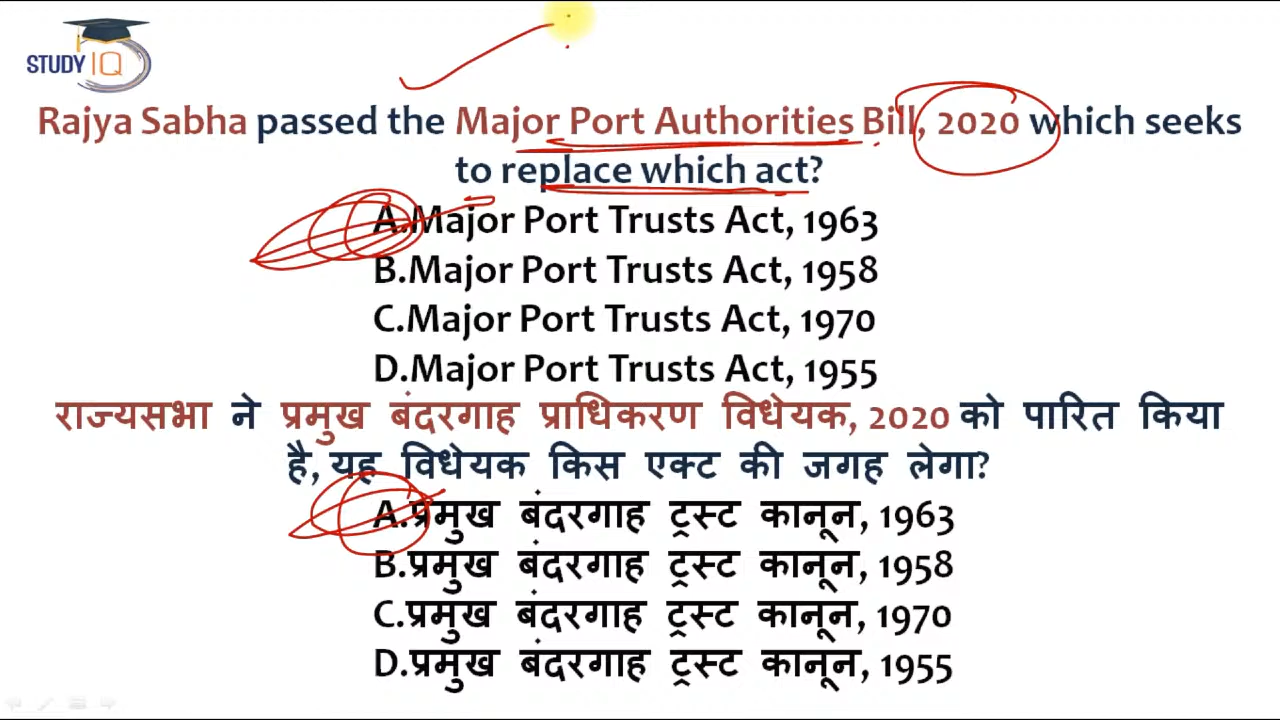 STUDY IQ
Rajya Sabha passed the Major Port Authorities Bill, 2020 which seeks
to replace which act?
A.Major Port Trusts Act, 1963
B.Major Port Trusts Act, 1958
C.Major Port Trusts Act, 1970
D.Major Port Trusts Act, 1955
राज्यसभा ने प्रमुख बंदरगाह प्राधिकरण विधेयक, 2020 को पारित किया
है, यह विधेयक किस एक्ट की जगह लेगा?
A.प्रमुख बंदरगाह ट्रस्ट कानून, 1963
B.प्रमुख बंदरगाह ट्रस्ट कानून, 1958
C.प्रमुख बंदरगाह ट्रस्ट कानून, 1970
D.प्रमुख बंदरगाह ट्रस्ट कानून, 1955